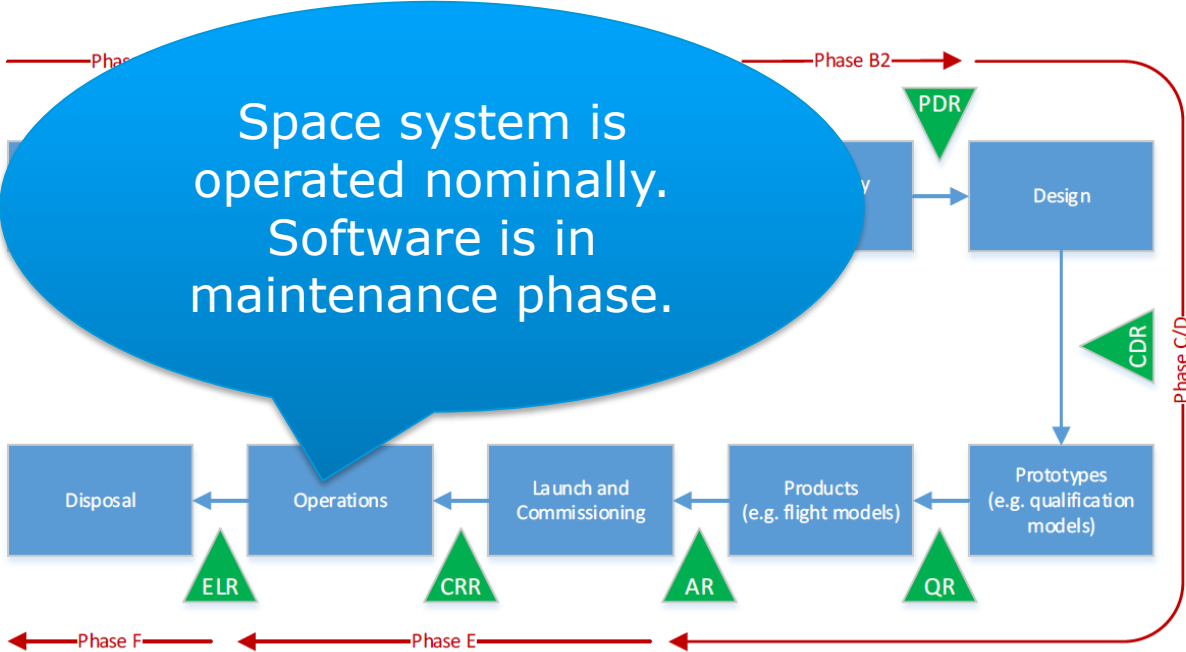 Phase B2
PDR
Space system is
operated nominally.
Software is in
maintenance phase.
Design
CDR
Phase C/D
Disposal
Operations
Launch and
Commissioning
Products
(e.g. flight models)
Prototypes
(e.g. qualification
models)
ELR
CRR
AR
QR
Phase F
Phase E